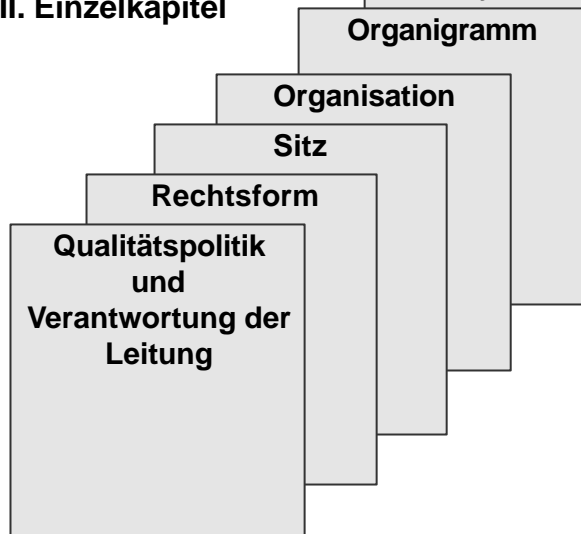 II. Einzelkapitel
Organigramm
Organisation
Sitz
Rechtsform
Qualitätspolitik
und
Verantwortung der
Leitung